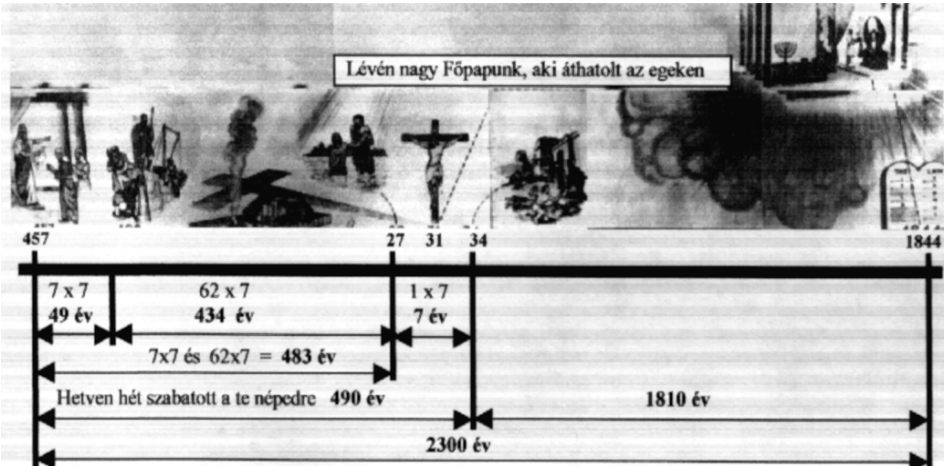 Lévén nagy Főpapunk, aki áthatolt az egeken
457 27 31 34 1844
7 x 7 62 x 7 1 x 7
49 év 434 év 7 év
7x7 és 62x7 = 483 év
Hetven hét szabatott a te népedre 490 év 1810 év
2300 év